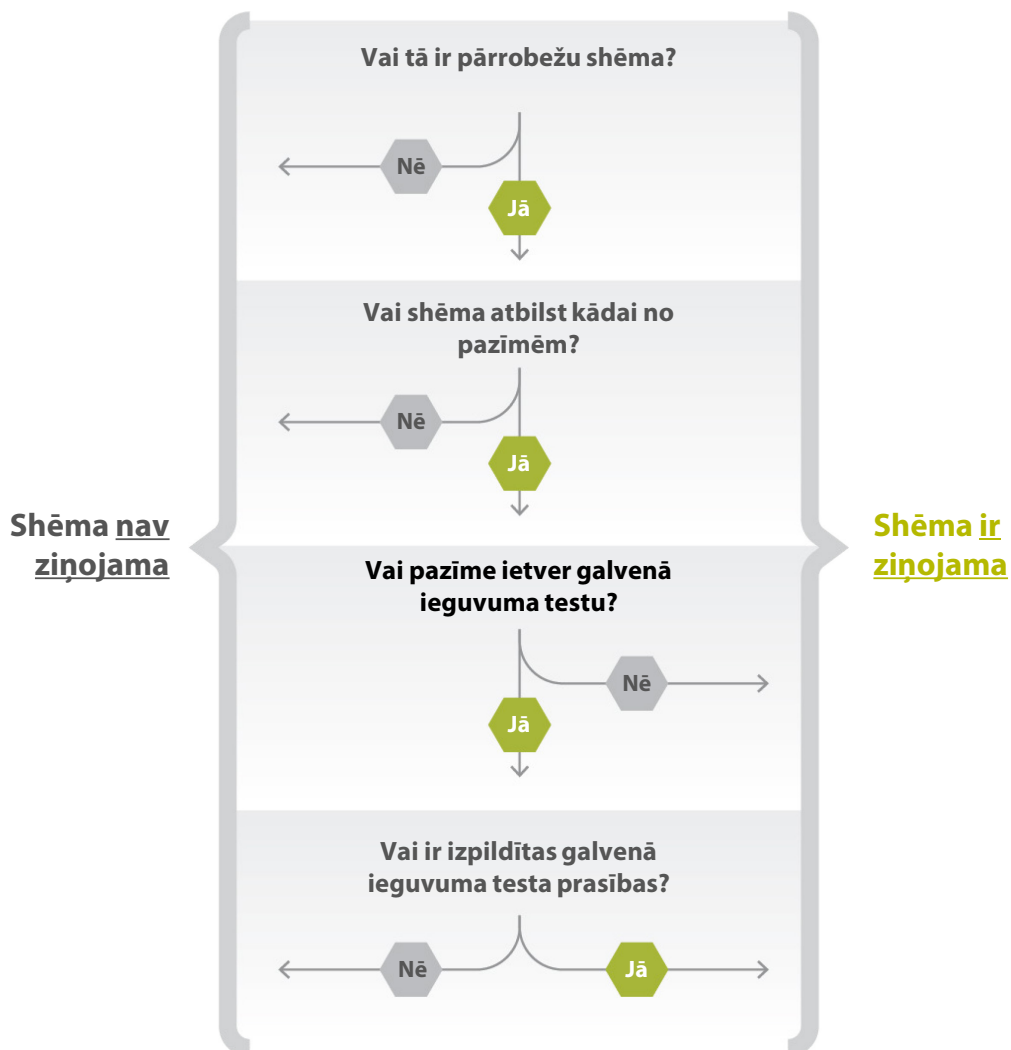 Vai tā ir pārrobežu shēma?
Nē
Jā
Vai shēma atbilst kādai no
pazīmēm?
Nē
Jā
Shēma nav
ziņojama
Shēma ir
ziņojama
Vai pazīme ietver galvenā
ieguvuma testu?
Nē
Jā
Vai ir izpildītas galvenā
ieguvuma testa prasības?
Nē
Jā